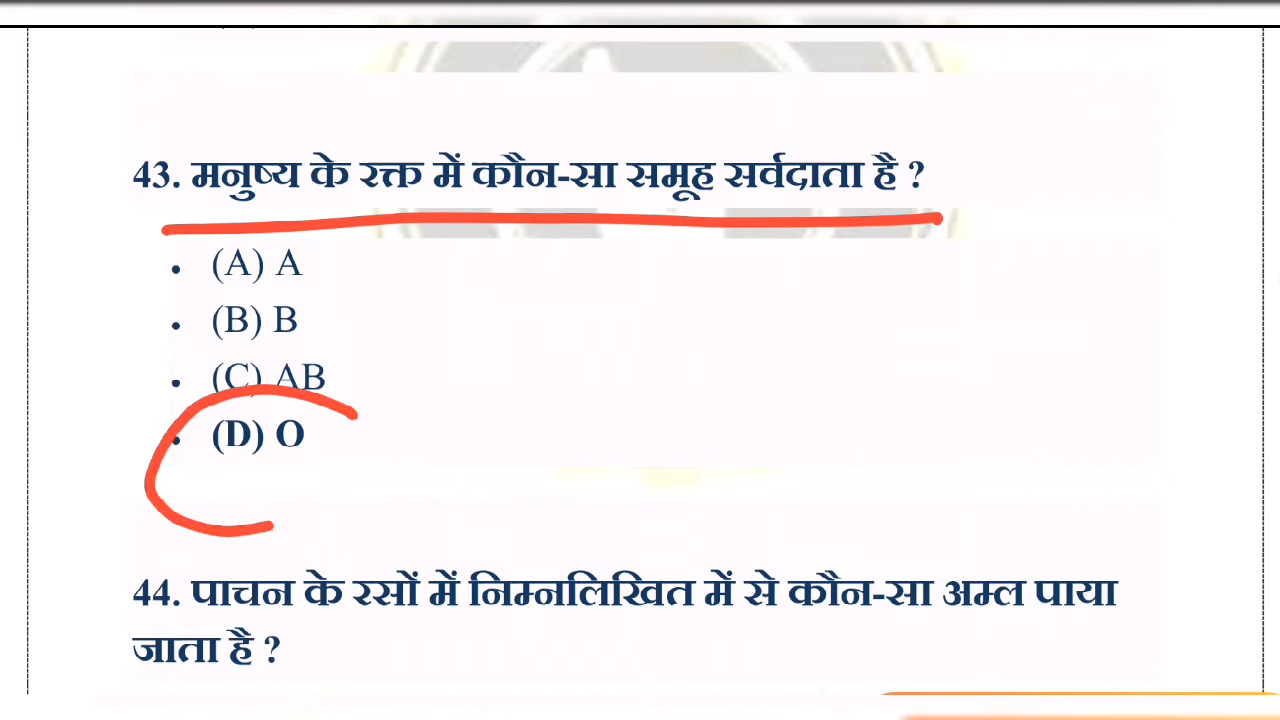 43. मनुष्य के रक्त में कौन-सा समूह सर्वदाता है ?
• (A) A
• (B) B
• (C) AB
• (D) O
44. पाचन के रसों में निम्नलिखित में से कौन-सा अम्ल पाया
जाता है ?